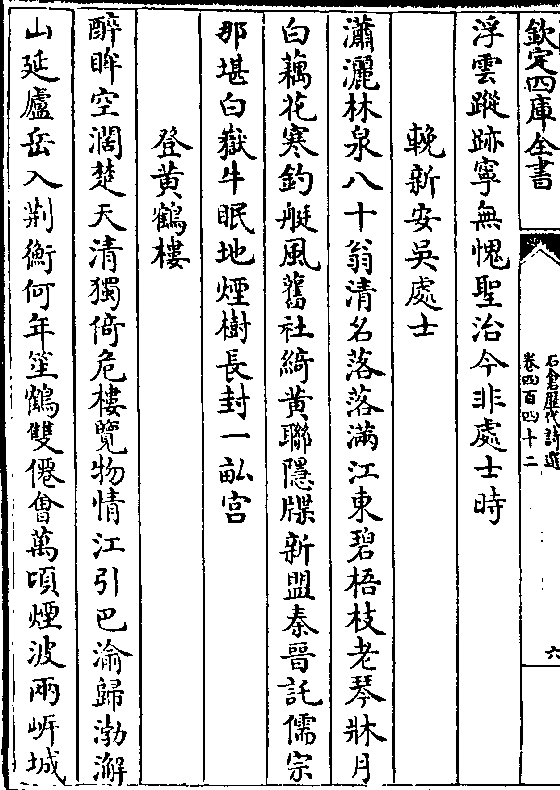 欽定四庫全書
石倉歷代詩選
卷四百四十二
六
浮雲蹤跡寧無愧聖治今非處士時
輓新安吳處士
瀟灑林泉八十翁清名落落滿江東碧梧枝老琴牀月
白藕花寒釣艇風舊社綺黃聯隱牒新盟秦晉託儒宗
那堪白嶽牛眠地煙樹長封一畝宮
登黃鶴樓
醉眸空濶楚天清獨倚危樓覽物情江引巴渝歸渤澥
山延廬岳入荆衡何年笙鶴雙僊會萬頃煙波兩㟁城